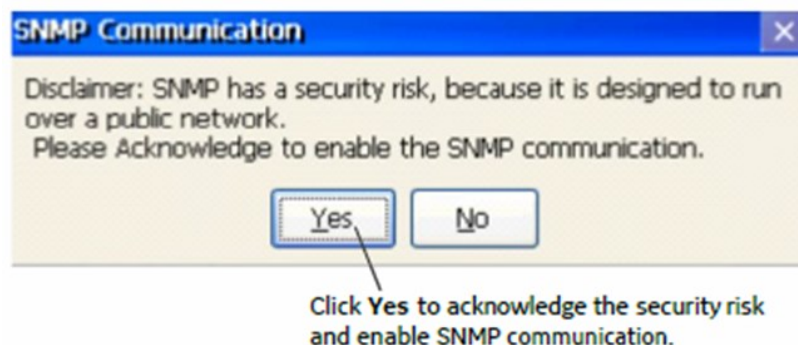 SNMP Communication
Disclaimer: SNMP has a security risk, because it is designed to run
over a public network.
Please Acknowledge to enable the SNMP communication.
Yes
No
Click Yes to acknowledge the security risk
and enable SNMP communication.